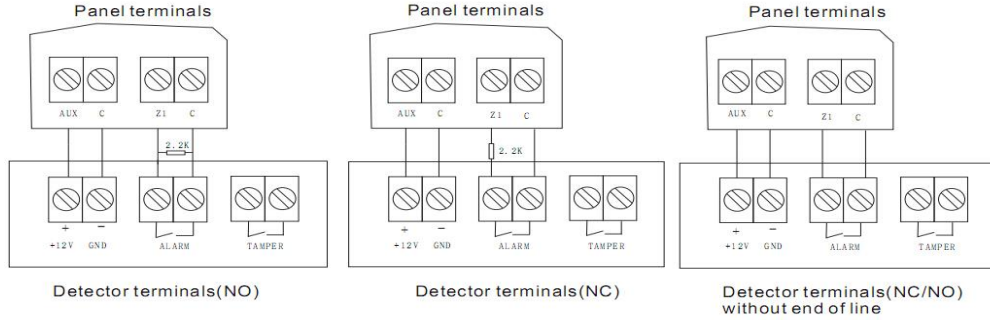 Panel terminals
AUX C Z1 C
2.2K
+ −
+12V GND ALARM TAMPER
Detector terminals(NO)
Panel terminals
AUX C Z1 C
2.2K
+ −
+12V GND ALARM TAMPER
Detector terminals(NC)
Panel terminals
AUX C Z1 C
+ −
+12V GND ALARM TAMPER
Detector terminals(NC/NO)
without end of line